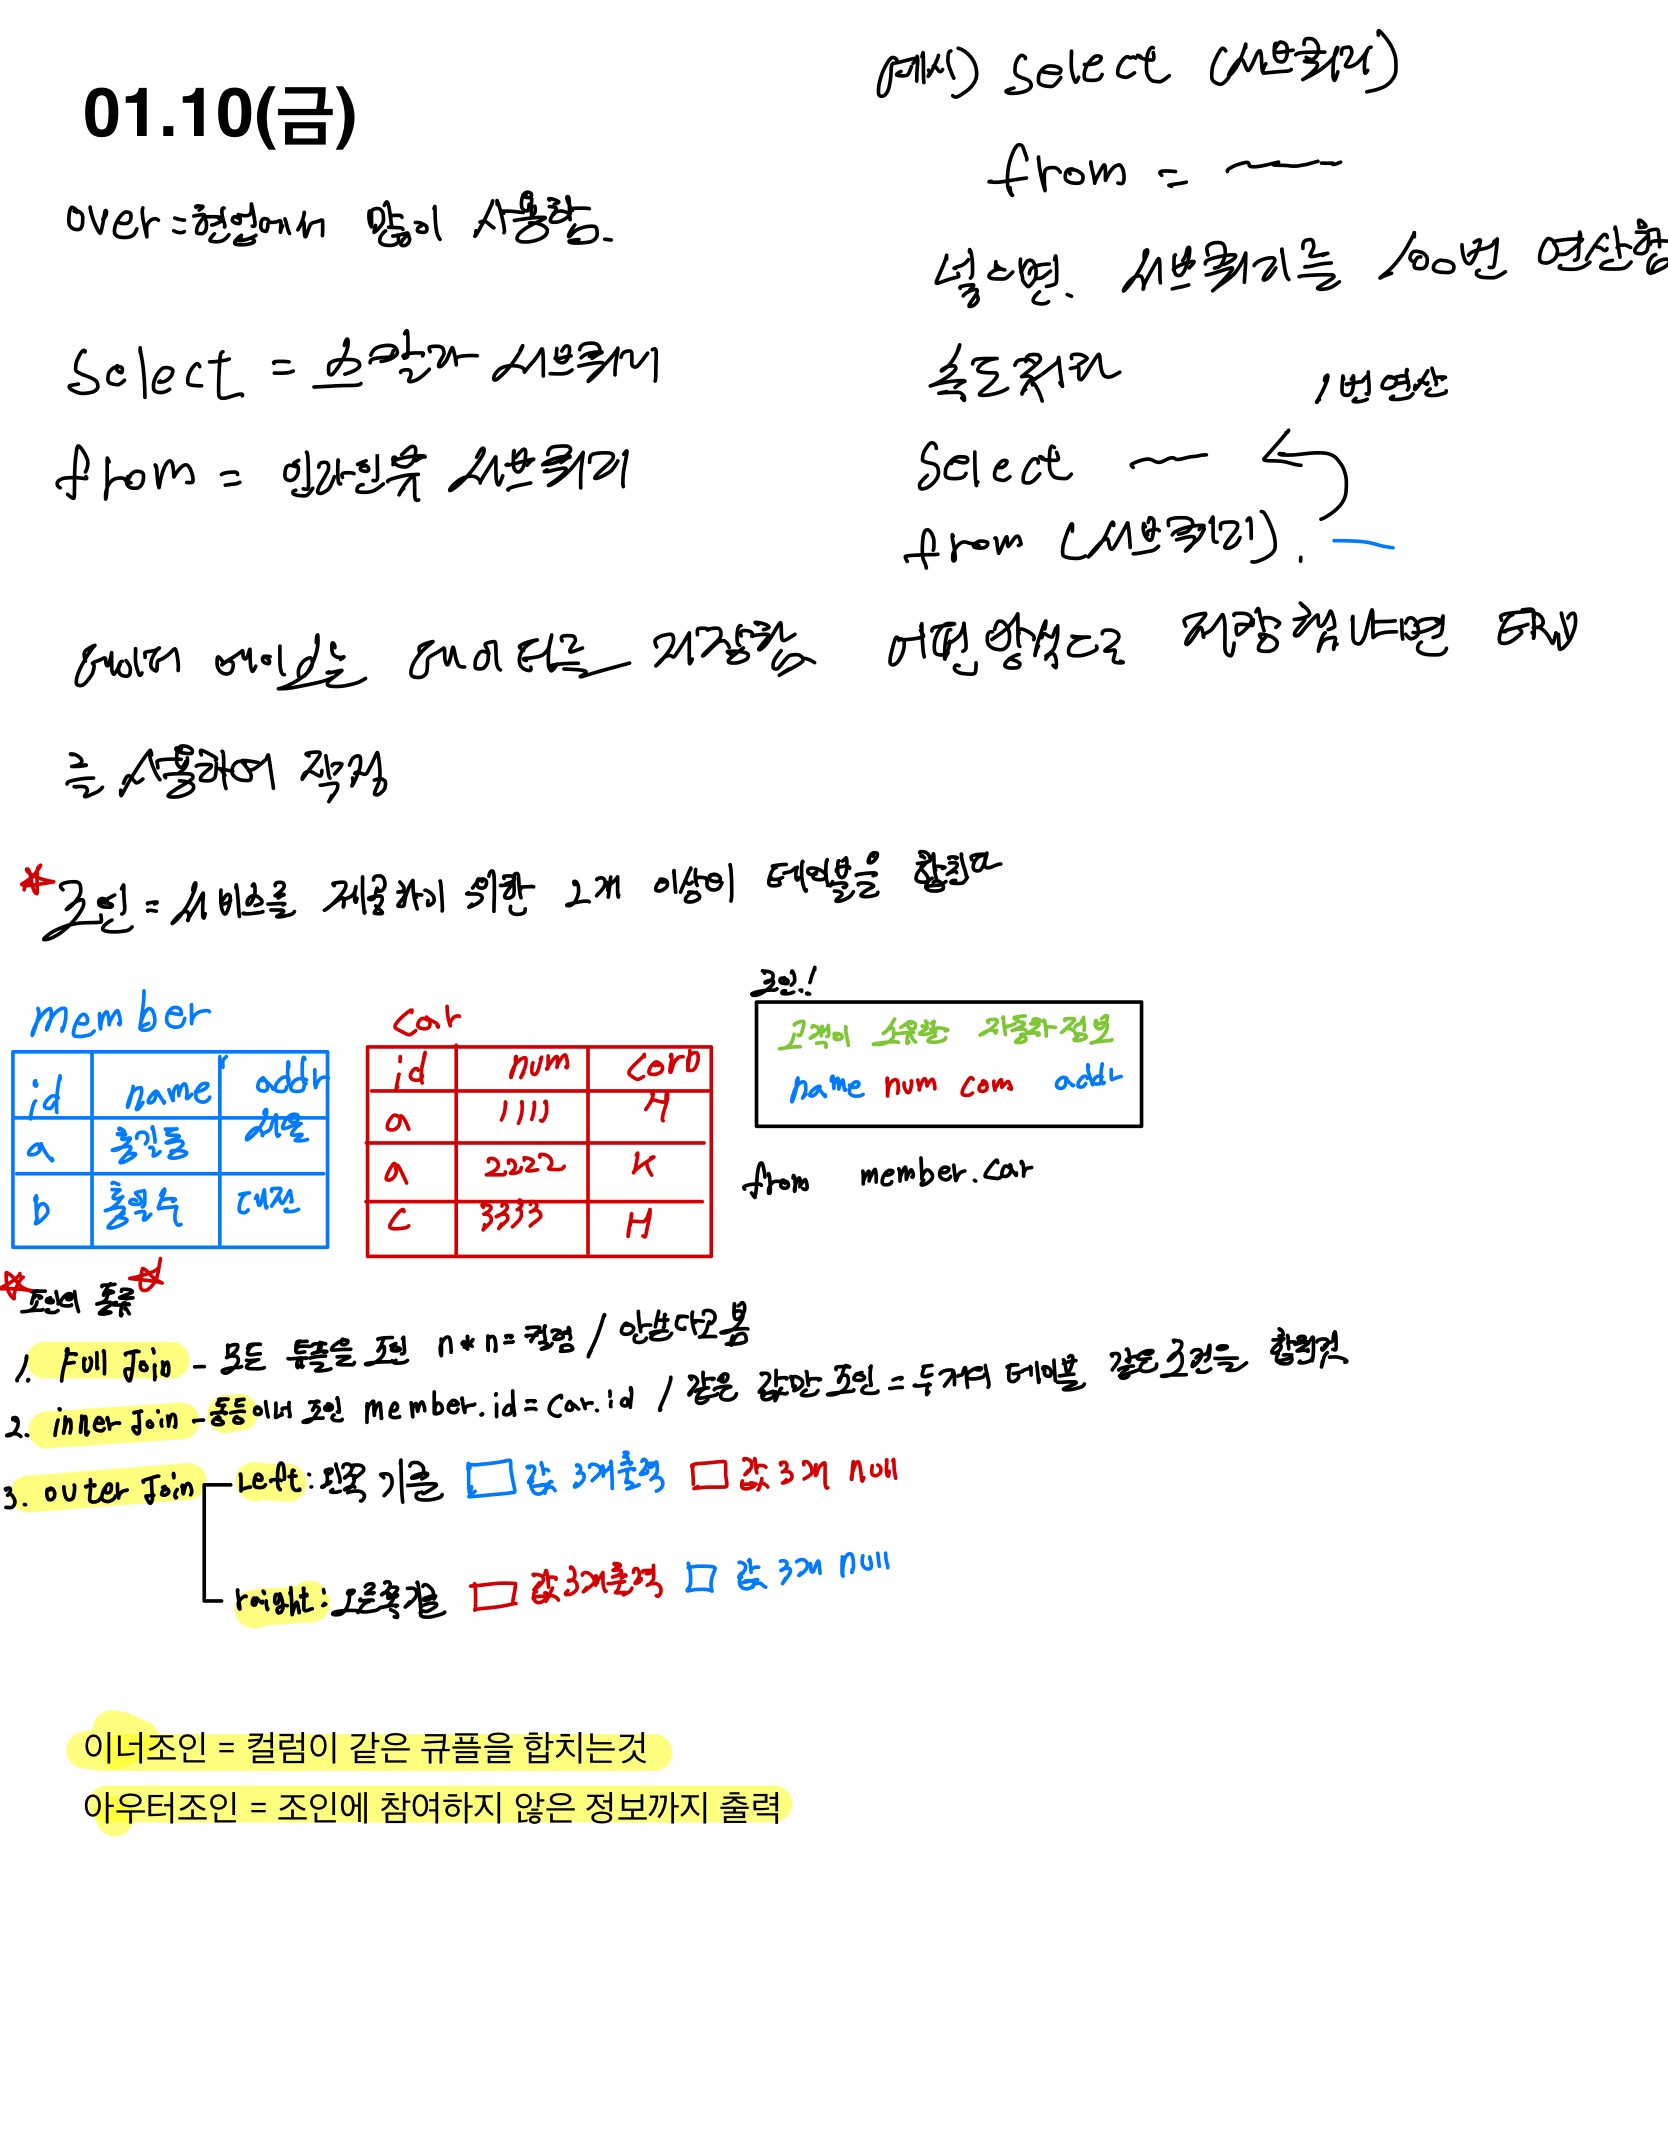 01.10(금)
over = 현업에서 많이 사용함.
Select = 스칼라 서브쿼리
from = 인라인뷰 서브쿼리
예시) Select (서브쿼리)
from =
널으면. 서브쿼리를 100번 연산함
속도
1번 연산
Select
from (서브쿼리).
데이터 베이스는 데이터를 저장함 어떤 방식으로 저장 하냐면 ERD
를 사용하여 작성
조인 = 서비스를 제공하기 위한 2개 이상의 테이블을 합친다
member
id name addr
a 홍길동 서울
b 홍길수 대전
car
id num com
a 1111 H
a 2222 K
c 3333 H
조인!
고객이 소유한 자동차 정보
name num com addr
from member.car
조인의 종류
1. Full Join - 모든 튜플을 조인 n*n = 컬럼 / 안쓴다고봄
2. inner Join - 동등이너 조인 member.id = car.id / 같은 값만 조인 = 두개의 테이블 같은조건을 합친것
3. outer Join
Left: 왼쪽 기준 값 3개출력 값 3개 null
raight: 오른쪽기준 값 3개출력 값 3개 null
이너조인 = 컬럼이 같은 큐플을 합치는것
아우터조인 = 조인에 참여하지 않은 정보까지 출력